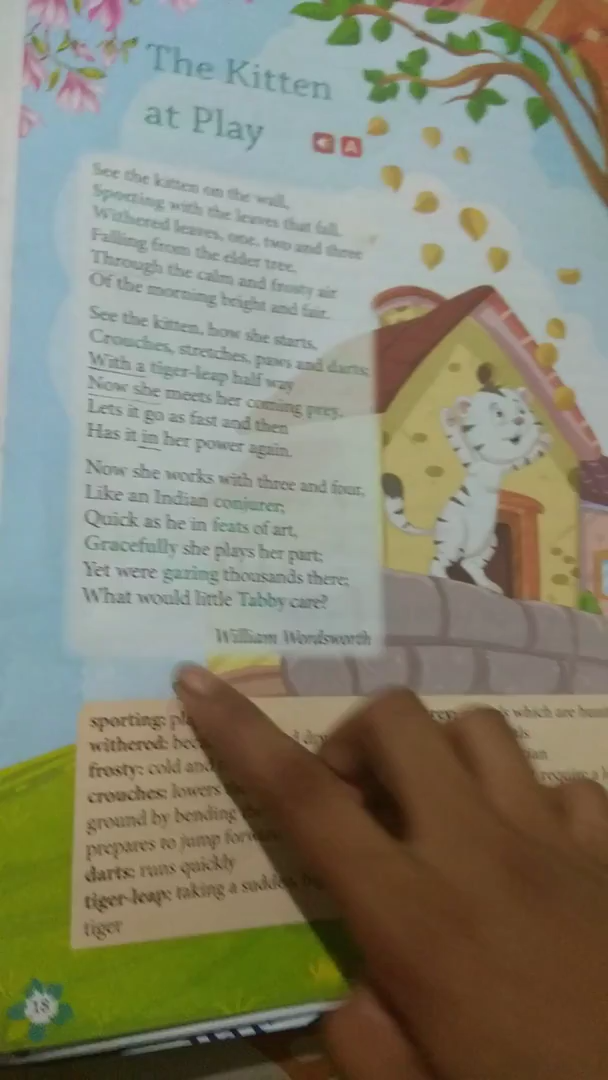 The Kitten
at Play
A
See the kitten on the wall,
Sporting with the leaves that fall.
Withered leaves, one, two and three
Falling from the elder tree.
Through the calm and frosty air
Of the morning bright and fair.
See the kitten, how she starts,
Crouches, stretches, paws and darts;
With a tiger-leap half way
Now she meets her coming prey.
Lets it go as fast and then
Has it in her power again.
Now she works with three and four,
Like an Indian conjurer;
Quick as he in feats of art,
Gracefully she plays her part;
Yet were gazing thousands there;
What would little Tabby care?
William Wordsworth
sporting: which are
withered:
frosty: cold and
crouches: lowers
ground by bending
prepares to jump
darts: runs quickly
tiger-leap: taking a
tiger
18